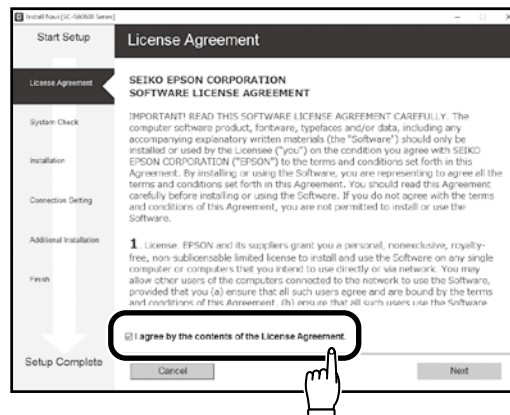 Install Navi [SC-S80600 Series]
Start Setup
License Agreement
License Agreement
System Check
Installation
Connection Setting
Additional Installation
Finish
Setup Complete
SEIKO EPSON CORPORATION
SOFTWARE LICENSE AGREEMENT
IMPORTANT! READ THIS SOFTWARE LICENSE AGREEMENT CAREFULLY. The
computer software product, fontware, typefaces and/or data, including any
accompanying explanatory written materials (the "Software") should only be
installed or used by the Licensee ("you") on the condition you agree with SEIKO
EPSON CORPORATION ("EPSON") to the terms and conditions set forth in this
Agreement. By installing or using the Software, you are representing to agree all the
terms and conditions set forth in this Agreement. You should read this Agreement
carefully before installing or using the Software. If you do not agree with the terms
and conditions of this Agreement, you are not permitted to install or use the
Software.
1. License. EPSON and its suppliers grant you a personal, nonexclusive, royalty-
free, non-sublicensable limited license to install and use the Software on any single
computer or computers that you intend to use directly or via network. You may
allow other users of the computers connected to the network to use the Software,
provided that you (a) ensure that all such users agree and are bound by the terms
and conditions of this Agreement, (b) ensure that all such users use the Software
I agree by the contents of the License Agreement.
Cancel
Next